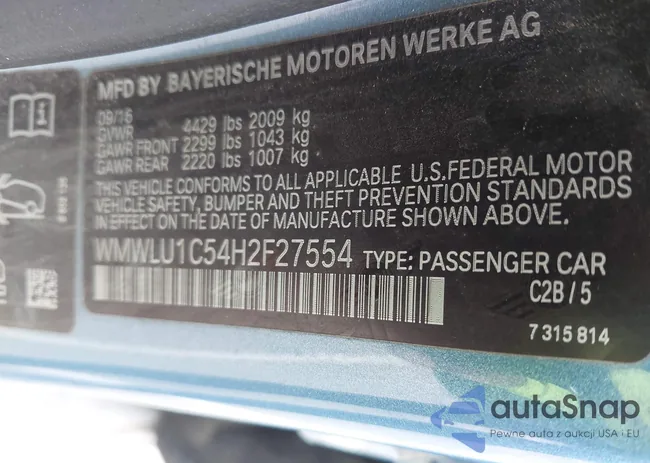 MFD BY BAYERISCHE MOTOREN WERKE AG
09/16
GVWR 4429 lbs 2009 kg
GAWR FRONT 2299 lbs 1043 kg
GAWR REAR 2220 lbs 1007 kg
THIS VEHICLE CONFORMS TO ALL APPLICABLE U.S.FEDERAL MOTOR
VEHICLE SAFETY, BUMPER AND THEFT PREVENTION STANDARDS
IN EFFECT ON THE DATE OF MANUFACTURE SHOWN ABOVE.
WMWLU1C54H2F27554 TYPE: PASSENGER CAR
C2B / 5
7 315 814
autaSnap
Pewne auta z aukcji USA i EU